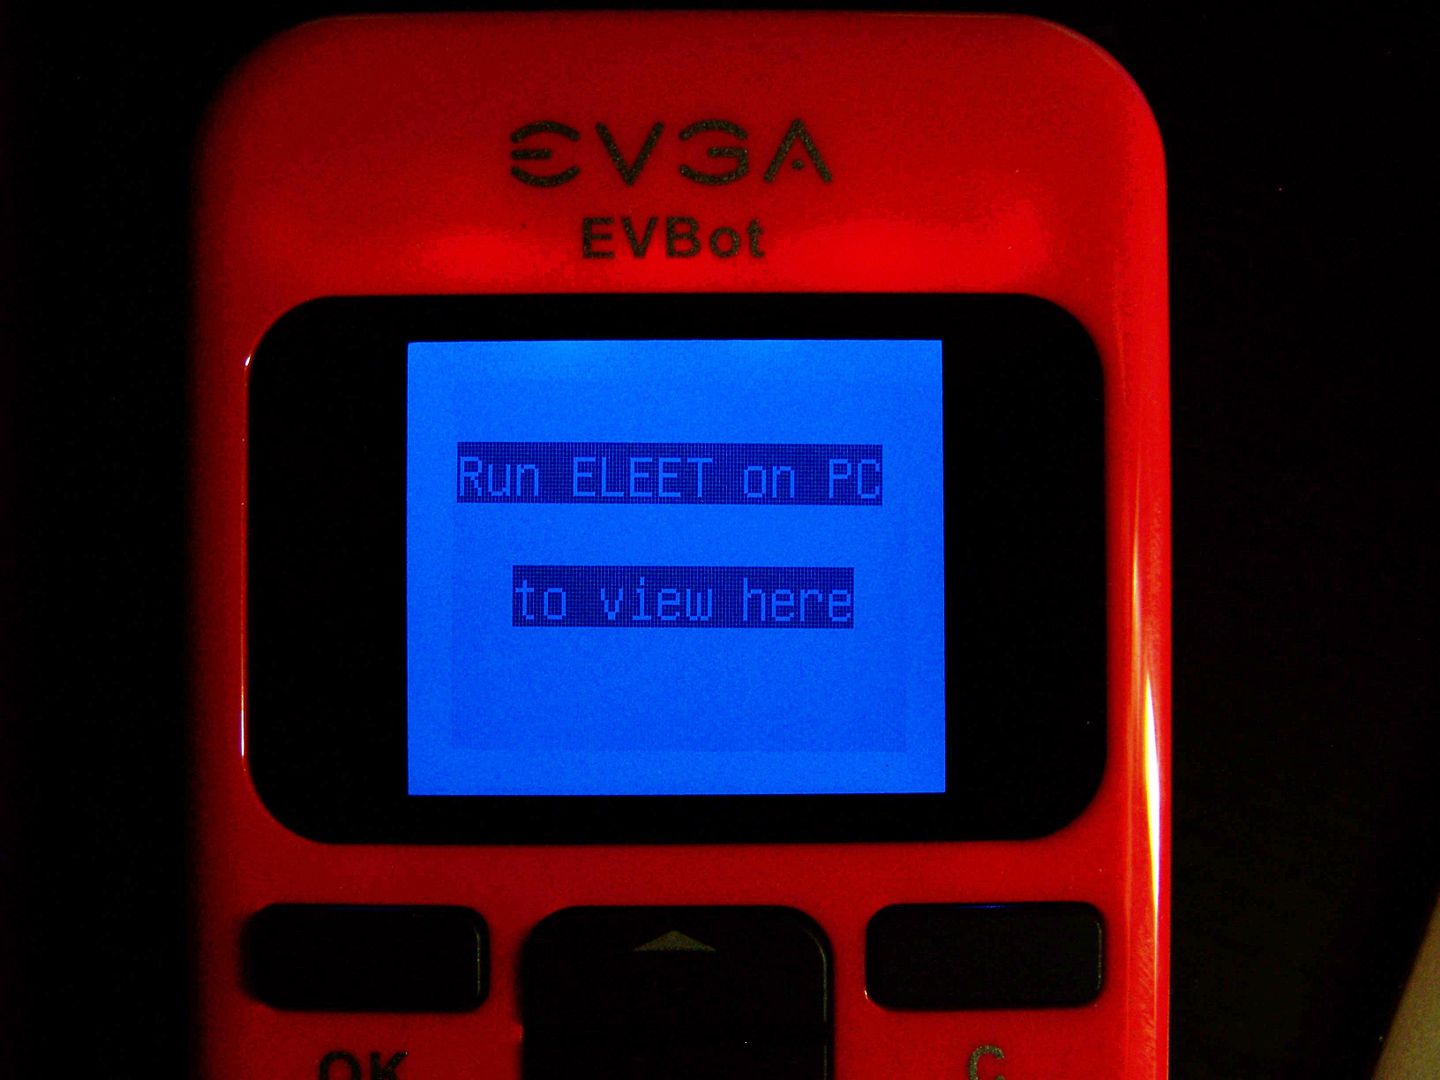 EVGA
EVBot
Run ELEET on PC
to view here
OK
C